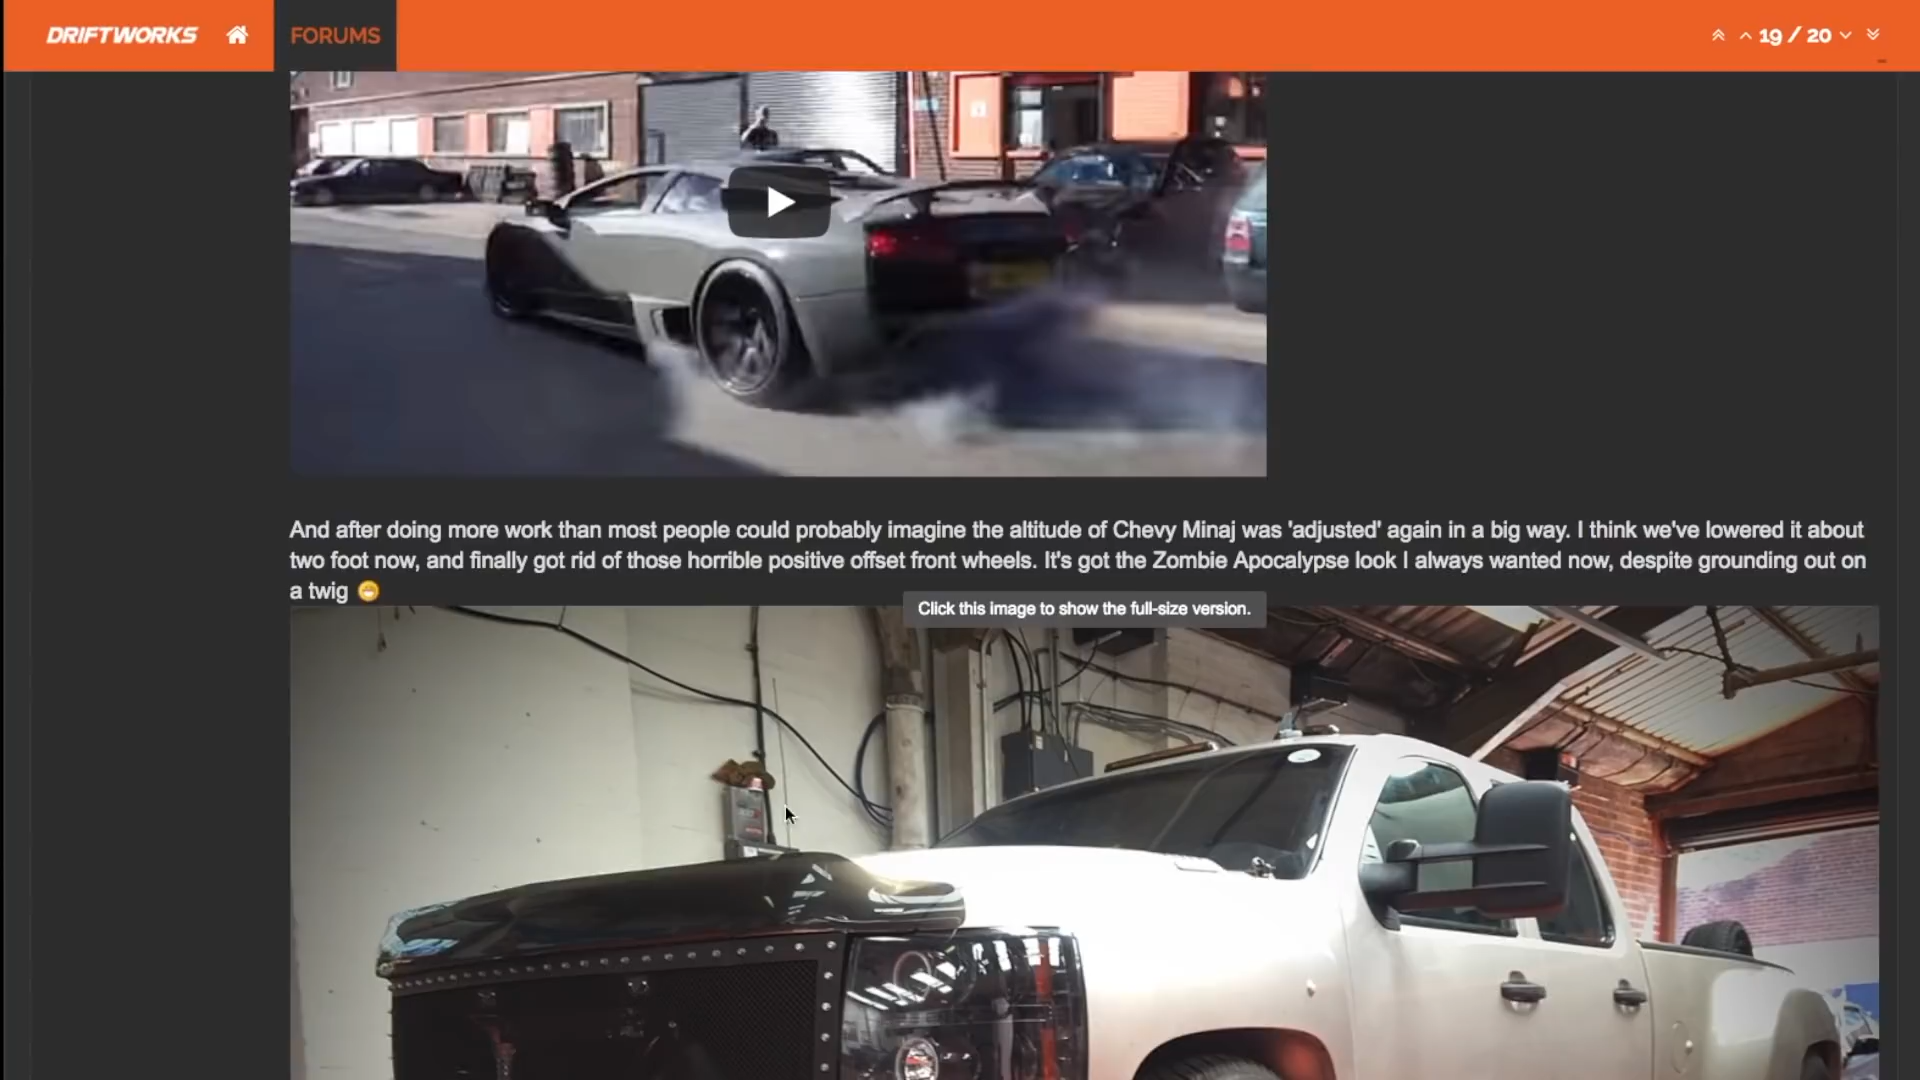 DRIFTWORKS
FORUMS
19 / 20
And after doing more work than most people could probably imagine the altitude of Chevy Minaj was 'adjusted' again in a big way. I think we've lowered it about
two foot now, and finally got rid of those horrible positive offset front wheels. It's got the Zombie Apocalypse look I always wanted now, despite grounding out on
a twig
Click this image to show the full-size version.